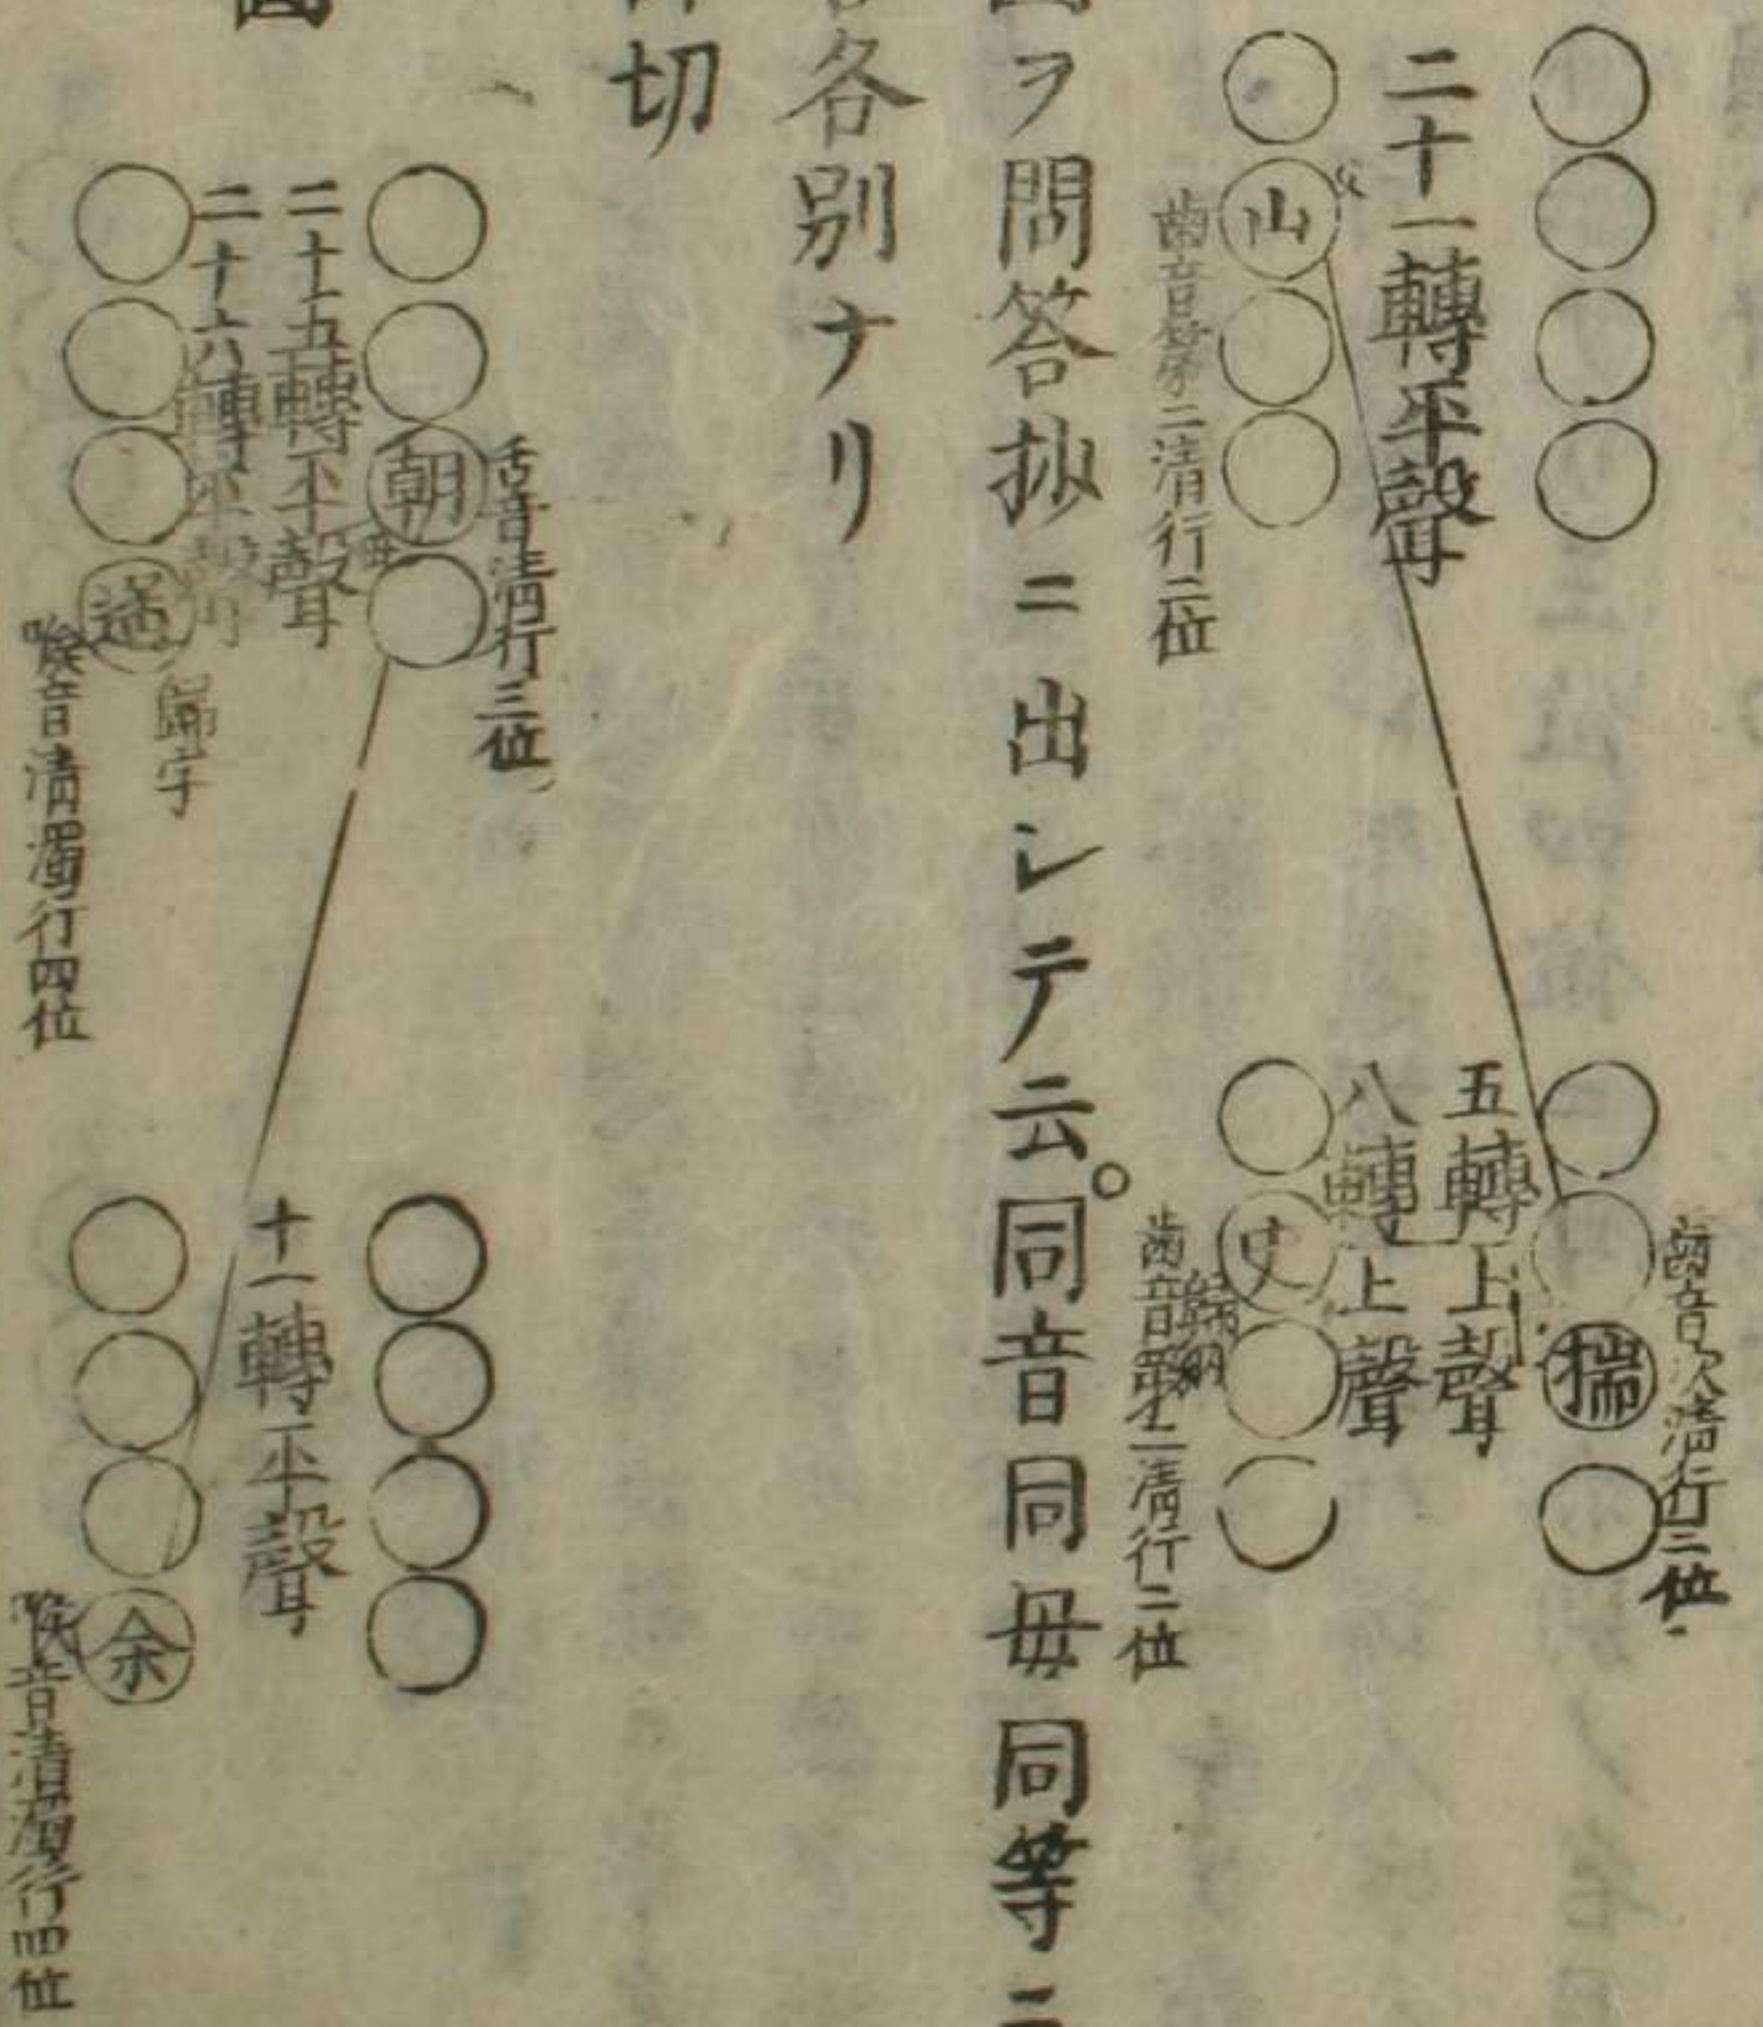 二十一轉平聲
山
齒音第二清行二位
齒音次清行三位
揣
五轉上聲
八轉上聲
歸納
齒音第二清行二位
ヲ問答抄ニ出シテ云。同音同毋同等ニ
各別ナリ
切
舌音清行三位
朝
二十五轉平聲
二十六轉平聲
歸字
喉音清濁行四位
十一轉平聲
余
喉音清濁行四位